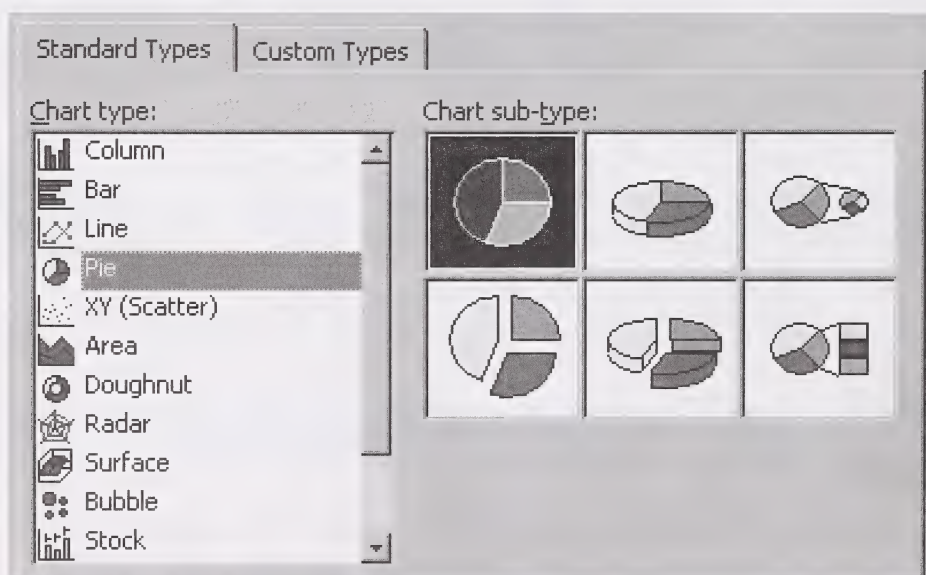 Standard Types
Custom Types
Chart type:
Column
Bar
Line
Pie
XY (Scatter)
Area
Doughnut
Radar
Surface
Bubble
Stock
Chart sub-type: